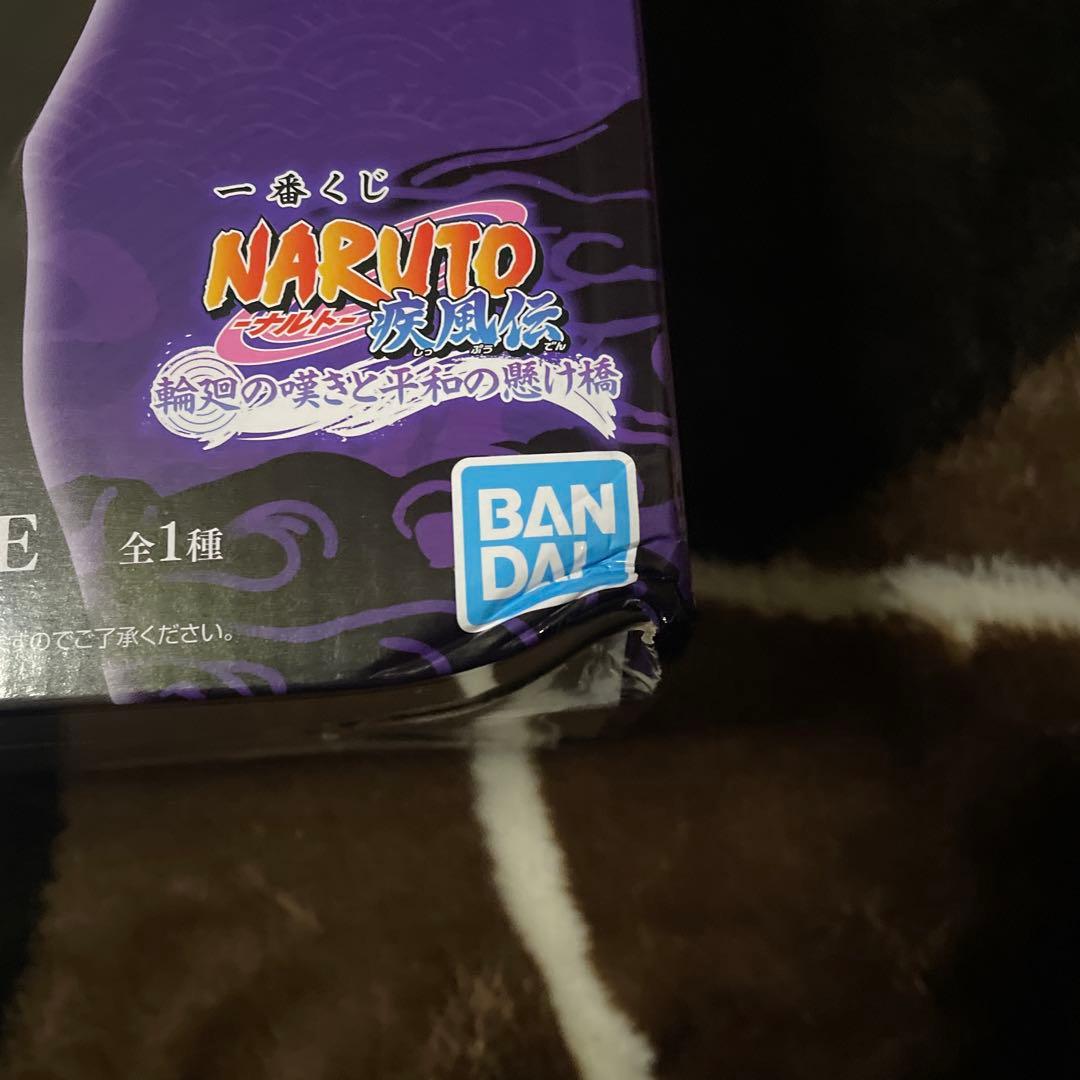 一番くじ
NARUTO
-ナルト-
疾風伝
しっ ぷう でん
輪廻の嘆きと平和の懸け橋
BAN
DAI
E 全1種
すのでご了承ください。